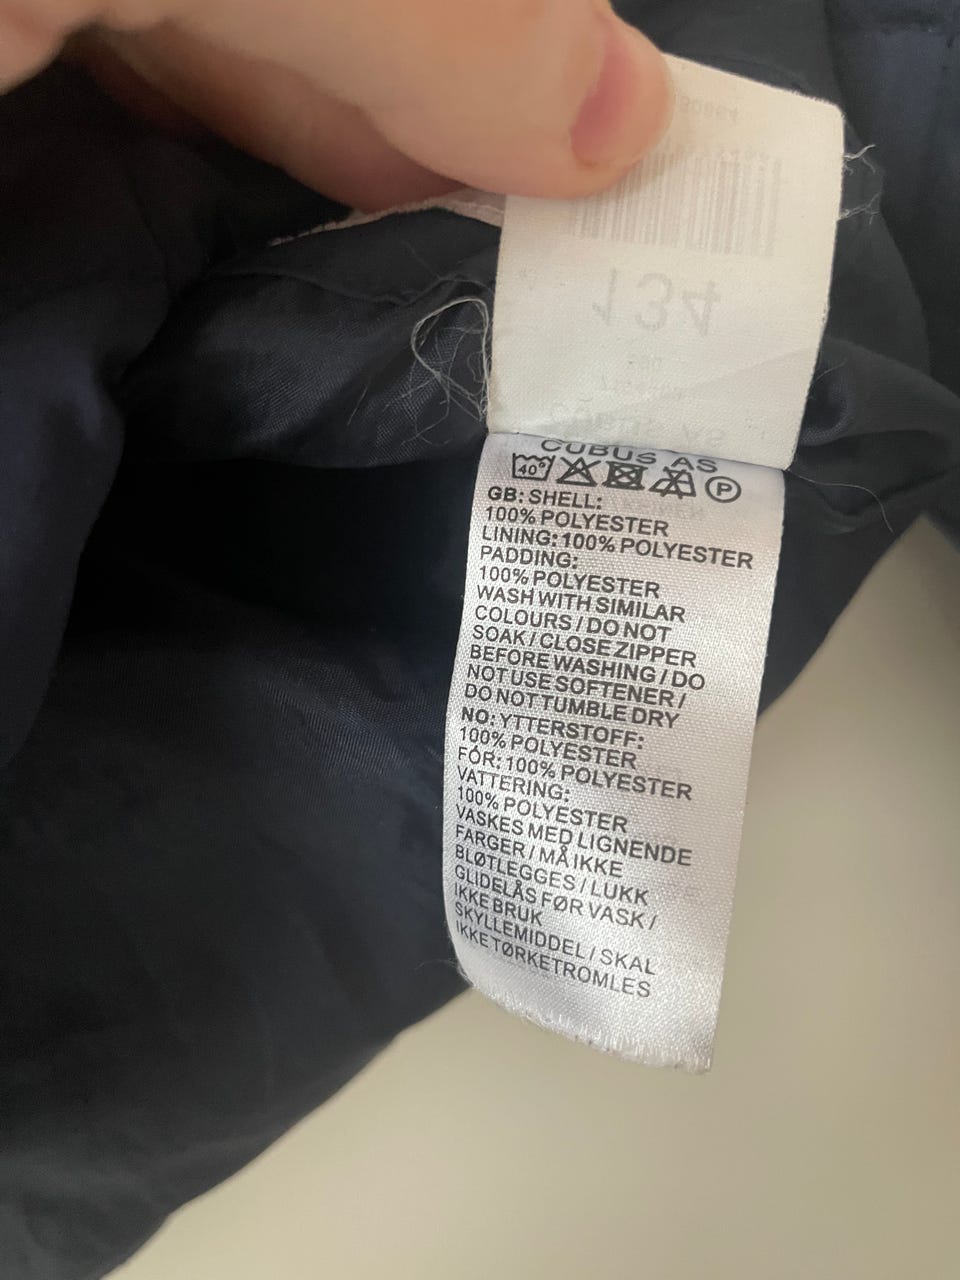 134
CUBUS AS
40°
P
GB: SHELL:
100% POLYESTER
LINING: 100% POLYESTER
PADDING:
100% POLYESTER
WASH WITH SIMILAR
COLOURS / DO NOT
SOAK / CLOSE ZIPPER
BEFORE WASHING / DO
NOT USE SOFTENER /
DO NOT TUMBLE DRY
NO: YTTERSTOFF:
100% POLYESTER
FÓR: 100% POLYESTER
VATTERING:
100% POLYESTER
VASKES MED LIGNENDE
FARGER / MÅ IKKE
BLØTLEGGES / LUKK
GLIDELÅS FØR VASK /
IKKE BRUK
SKYLLEMIDDEL / SKAL
IKKE TØRKETROMLES